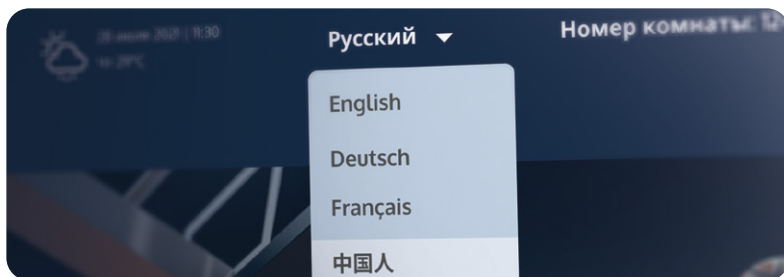 Русский
Номер комнаты:
English
Deutsch
Français
中国人